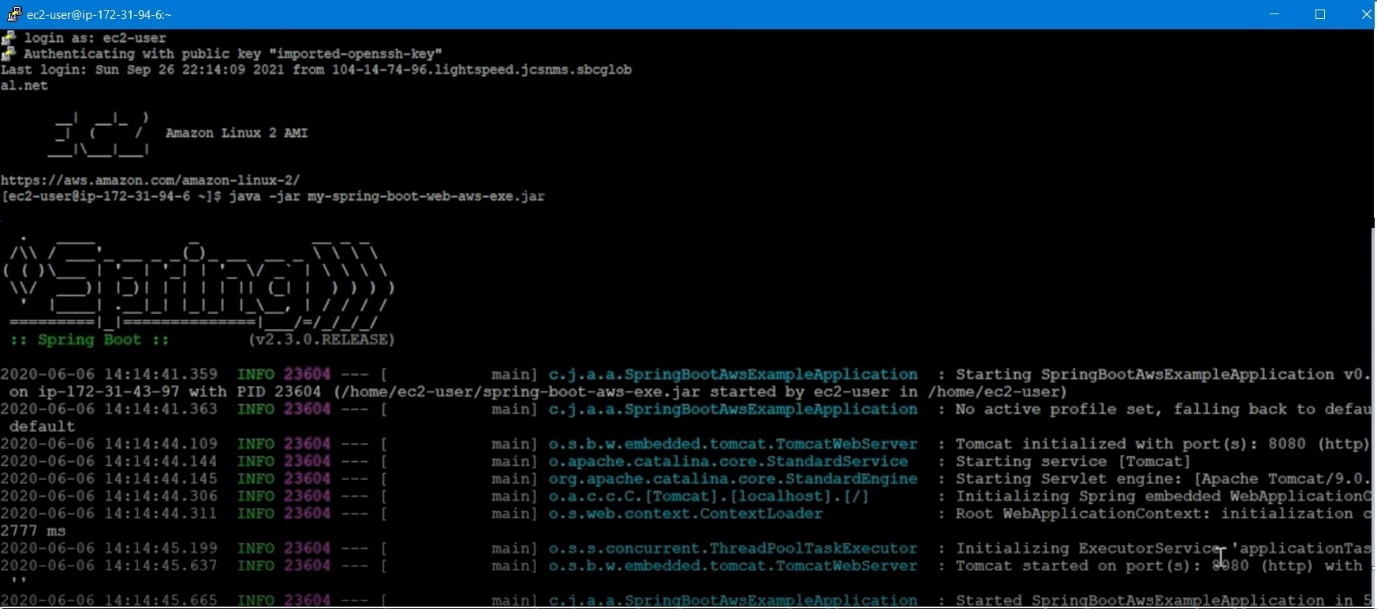 ec2-user@ip-172-31-94-6:~
login as: ec2-user
Authenticating with public key "imported-openssh-key"
Last login: Sun Sep 26 22:14:09 2021 from 104-14-74-96.lightspeed.jcsnms.sbcglob
al.net
Amazon Linux 2 AMI
https://aws.amazon.com/amazon-linux-2/
[ec2-user@ip-172-31-94-6 ~]$ java -jar my-spring-boot-web-aws-exe.jar
Spring
:: Spring Boot :: (v2.3.0.RELEASE)
2020-06-06 14:14:41.359 INFO 23604 --- [ main] c.j.a.a.SpringBootAwsExampleApplication : Starting SpringBootAwsExampleApplication v0.
on ip-172-31-43-97 with PID 23604 (/home/ec2-user/spring-boot-aws-exe.jar started by ec2-user in /home/ec2-user)
2020-06-06 14:14:41.363 INFO 23604 --- [ main] c.j.a.a.SpringBootAwsExampleApplication : No active profile set, falling back to defau
default
2020-06-06 14:14:44.109 INFO 23604 --- [ main] o.s.b.w.embedded.tomcat.TomcatWebServer : Tomcat initialized with port(s): 8080 (http)
2020-06-06 14:14:44.144 INFO 23604 --- [ main] o.apache.catalina.core.StandardService : Starting service [Tomcat]
2020-06-06 14:14:44.145 INFO 23604 --- [ main] org.apache.catalina.core.StandardEngine : Starting Servlet engine: [Apache Tomcat/9.0.
2020-06-06 14:14:44.306 INFO 23604 --- [ main] o.a.c.c.C.[Tomcat].[localhost].[/] : Initializing Spring embedded WebApplicationC
2020-06-06 14:14:44.311 INFO 23604 --- [ main] o.s.web.context.ContextLoader : Root WebApplicationContext: initialization c
2777 ms
2020-06-06 14:14:45.199 INFO 23604 --- [ main] o.s.s.concurrent.ThreadPoolTaskExecutor : Initializing ExecutorService 'applicationTas
2020-06-06 14:14:45.637 INFO 23604 --- [ main] o.s.b.w.embedded.tomcat.TomcatWebServer : Tomcat started on port(s): 8080 (http) with
''
2020-06-06 14:14:45.665 INFO 23604 --- [ main] c.j.a.a.SpringBootAwsExampleApplication : Started SpringBootAwsExampleApplication in 5